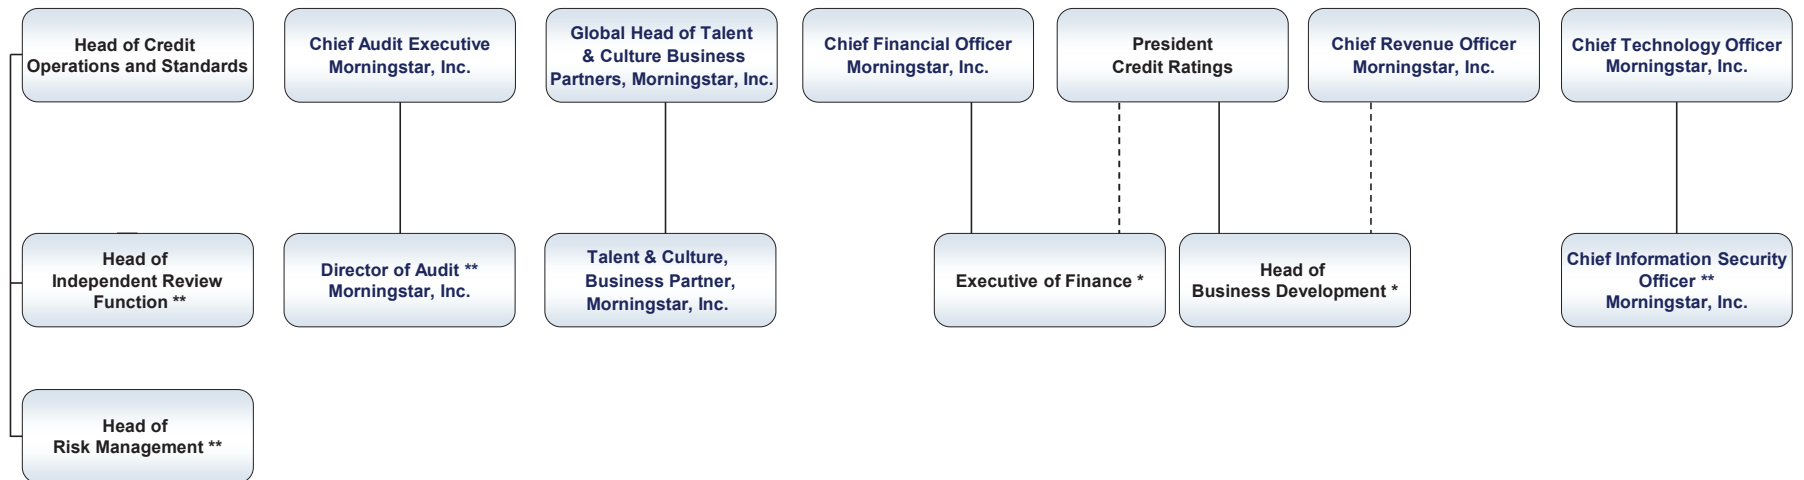 Head of Credit
Operations and Standards
Chief Audit Executive
Morningstar, Inc.
Global Head of Talent
& Culture Business
Partners, Morningstar, Inc.
Chief Financial Officer
Morningstar, Inc.
President
Credit Ratings
Chief Revenue Officer
Morningstar, Inc.
Chief Technology Officer
Morningstar, Inc.
Head of
Independent Review
Function **
Director of Audit **
Morningstar, Inc.
Talent & Culture,
Business Partner,
Morningstar, Inc.
Executive of Finance *
Head of
Business Development *
Chief Information Security
Officer **
Morningstar, Inc.
Head of
Risk Management **